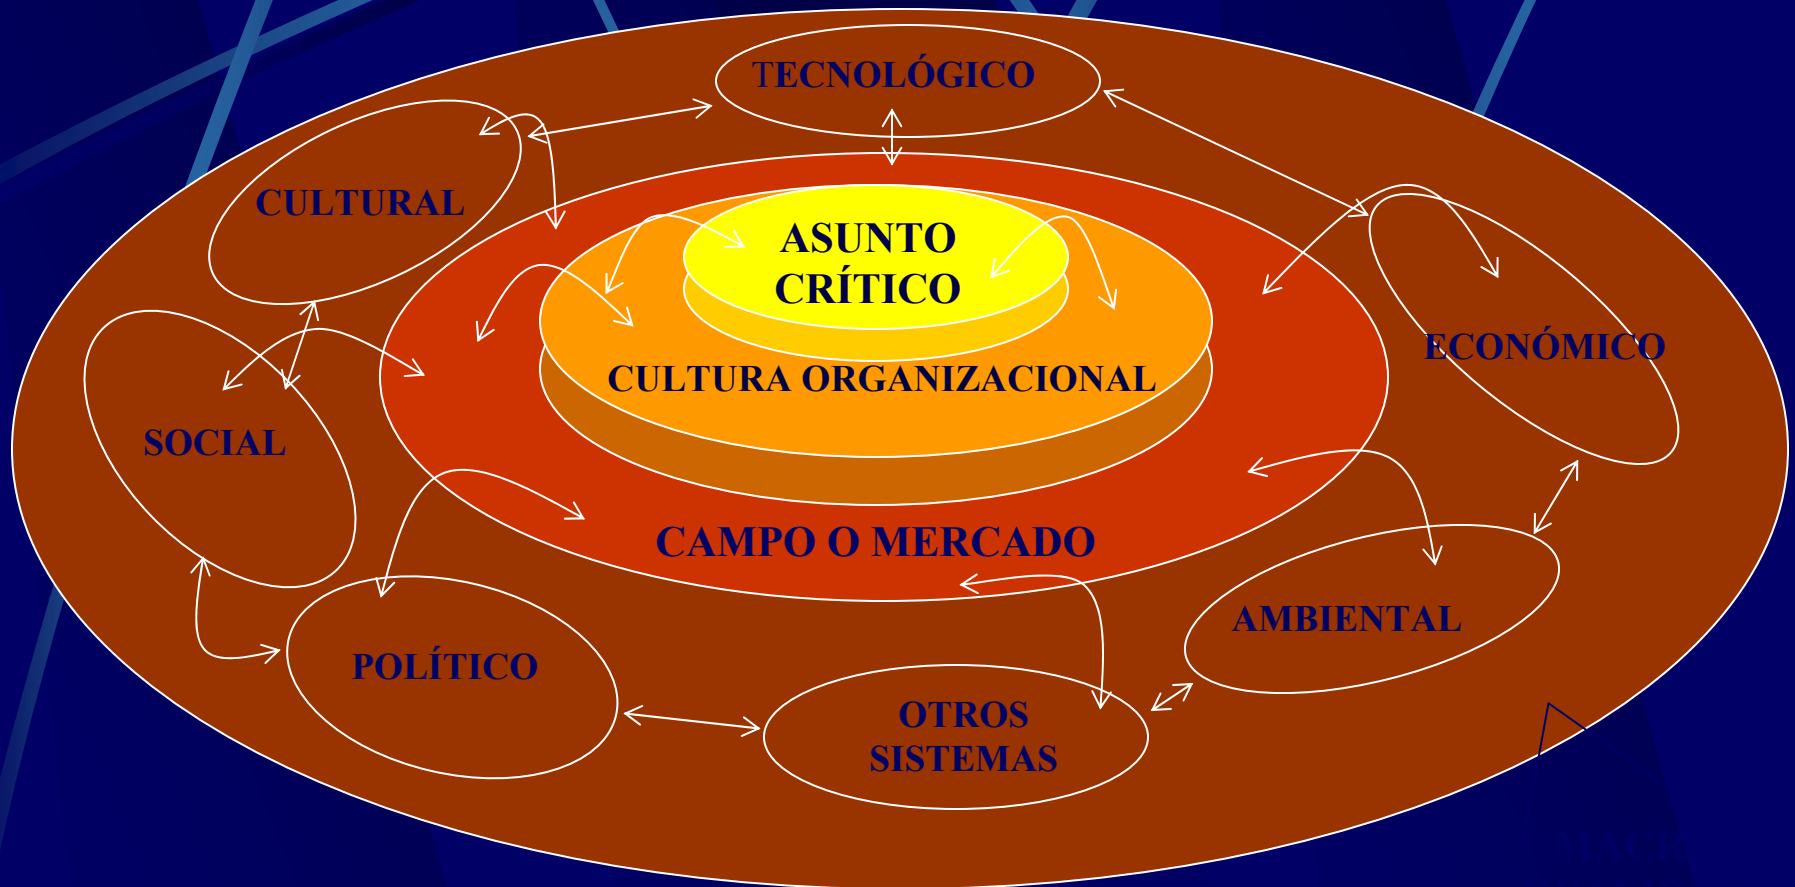 TECNOLÓGICO
CULTURAL
ASUNTO
CRÍTICO
ECONÓMICO
CULTURA ORGANIZACIONAL
SOCIAL
CAMPO O MERCADO
AMBIENTAL
POLÍTICO
OTROS
SISTEMAS